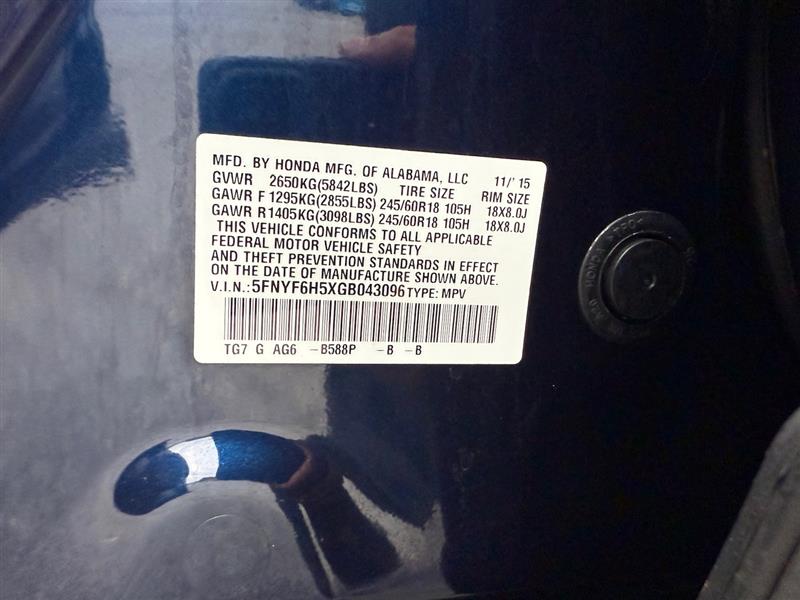 MFD. BY HONDA MFG. OF ALABAMA, LLC 11/'15
GVWR 2650KG(5842LBS) TIRE SIZE RIM SIZE
GAWR F 1295KG(2855LBS) 245/60R18 105H 18X8.0J
GAWR R1405KG(3098LBS) 245/60R18 105H 18X8.0J
THIS VEHICLE CONFORMS TO ALL APPLICABLE
FEDERAL MOTOR VEHICLE SAFETY
AND THEFT PREVENTION STANDARDS IN EFFECT
ON THE DATE OF MANUFACTURE SHOWN ABOVE.
V.I.N.:5FNYF6H5XGB043096 TYPE: MPV
TG7 G AG6 -B588P -B -B
HONDA